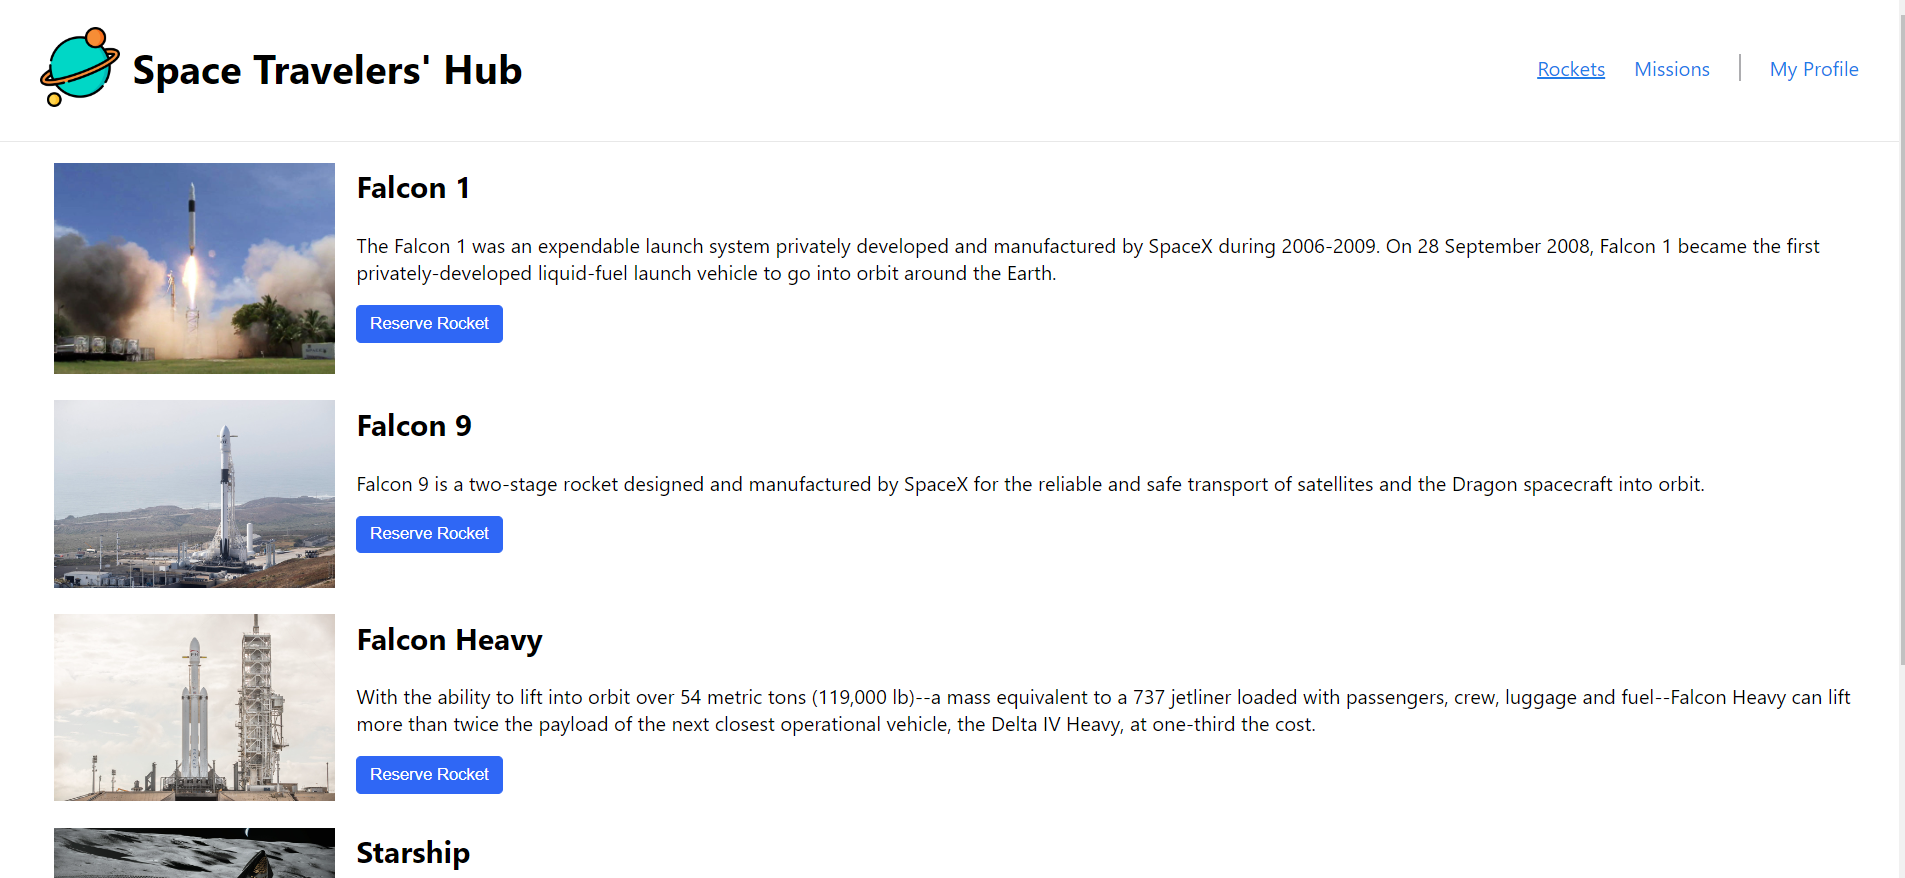 Space Travelers' Hub
Rockets Missions My Profile
Falcon 1
The Falcon 1 was an expendable launch system privately developed and manufactured by SpaceX during 2006-2009. On 28 September 2008, Falcon 1 became the first
privately-developed liquid-fuel launch vehicle to go into orbit around the Earth.
Reserve Rocket
Falcon 9
Falcon 9 is a two-stage rocket designed and manufactured by SpaceX for the reliable and safe transport of satellites and the Dragon spacecraft into orbit.
Reserve Rocket
Falcon Heavy
With the ability to lift into orbit over 54 metric tons (119,000 lb)--a mass equivalent to a 737 jetliner loaded with passengers, crew, luggage and fuel--Falcon Heavy can lift
more than twice the payload of the next closest operational vehicle, the Delta IV Heavy, at one-third the cost.
Reserve Rocket
Starship